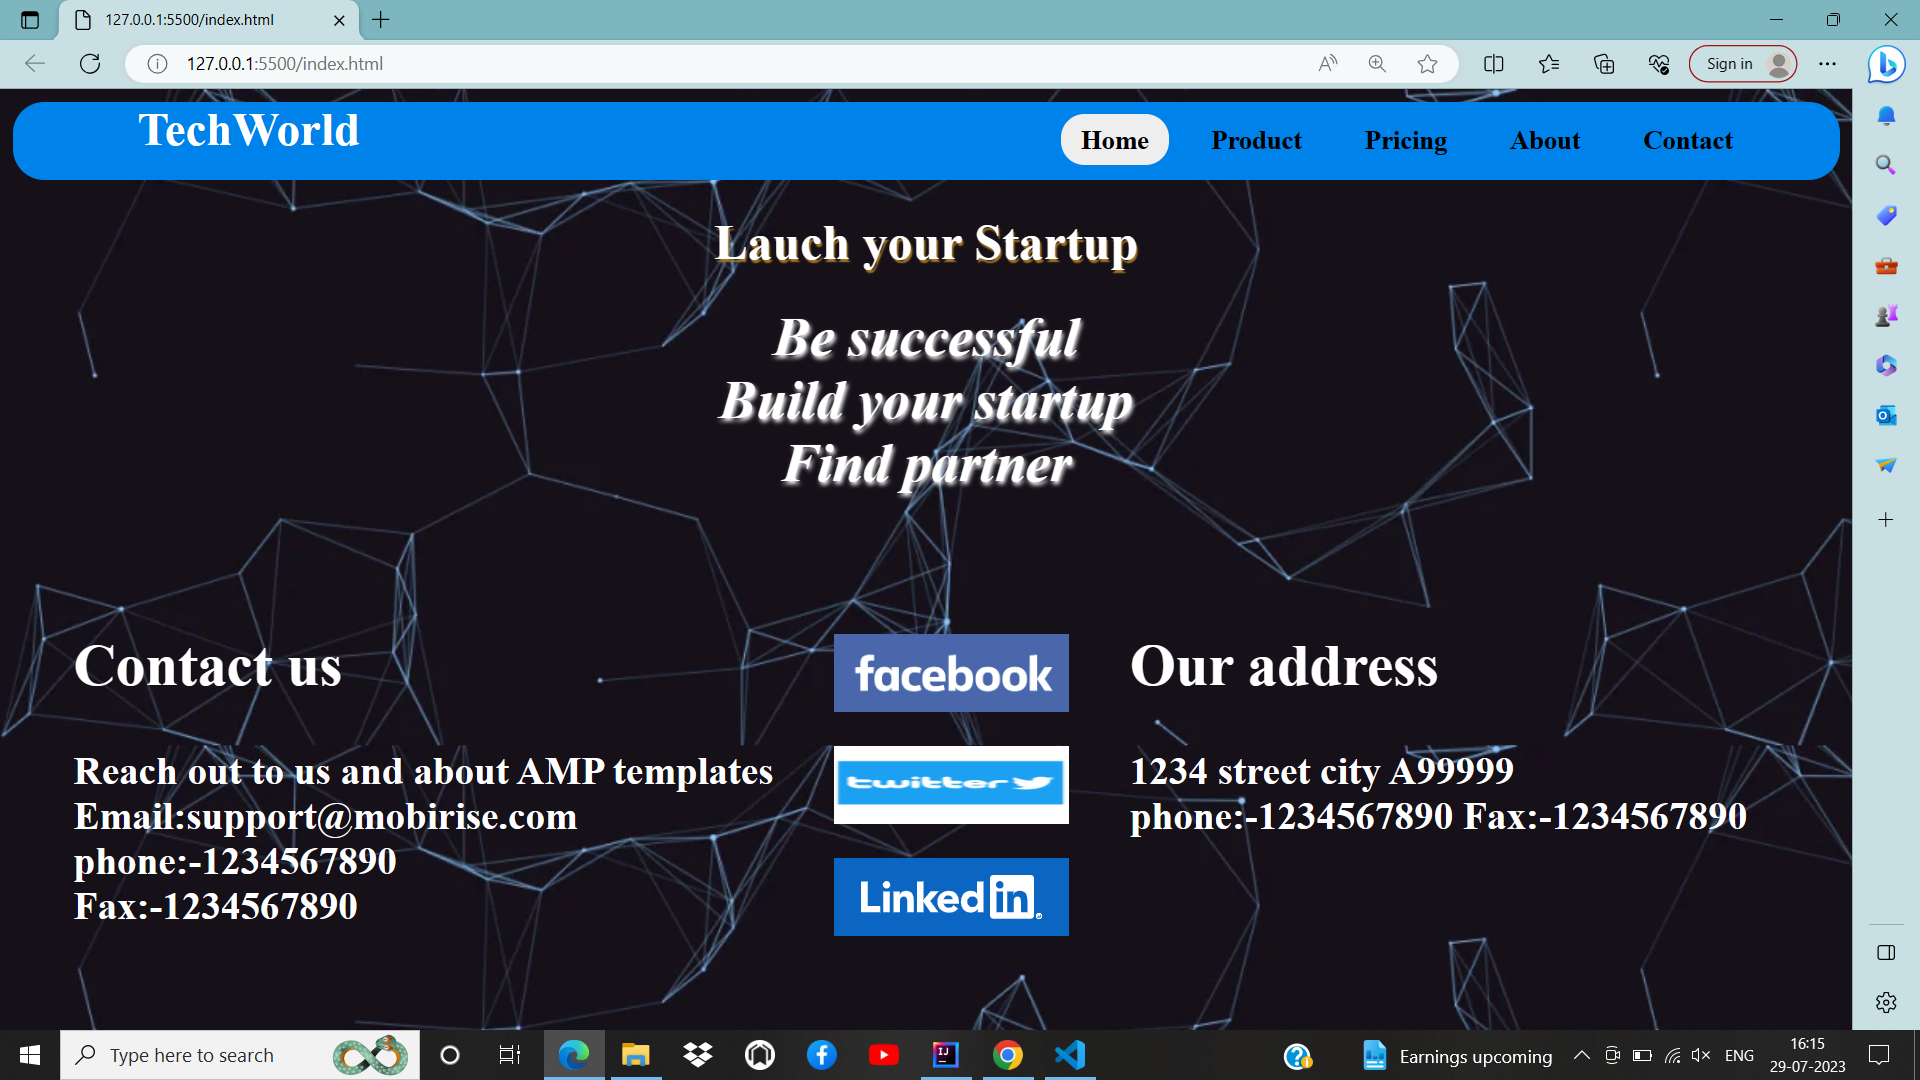 127.0.0.1:5500/index.html
127.0.0.1:5500/index.html
Sign in
TechWorld
Home Product Pricing About Contact
Lauch your Startup
Be successful
Build your startup
Find partner
Contact us
Reach out to us and about AMP templates
Email:support@mobirise.com
phone:-1234567890
Fax:-1234567890
facebook
twitter
Linked in
Our address
1234 street city A99999
phone:-1234567890 Fax:-1234567890
Type here to search
Earnings upcoming
ENG
16:15
29-07-2023